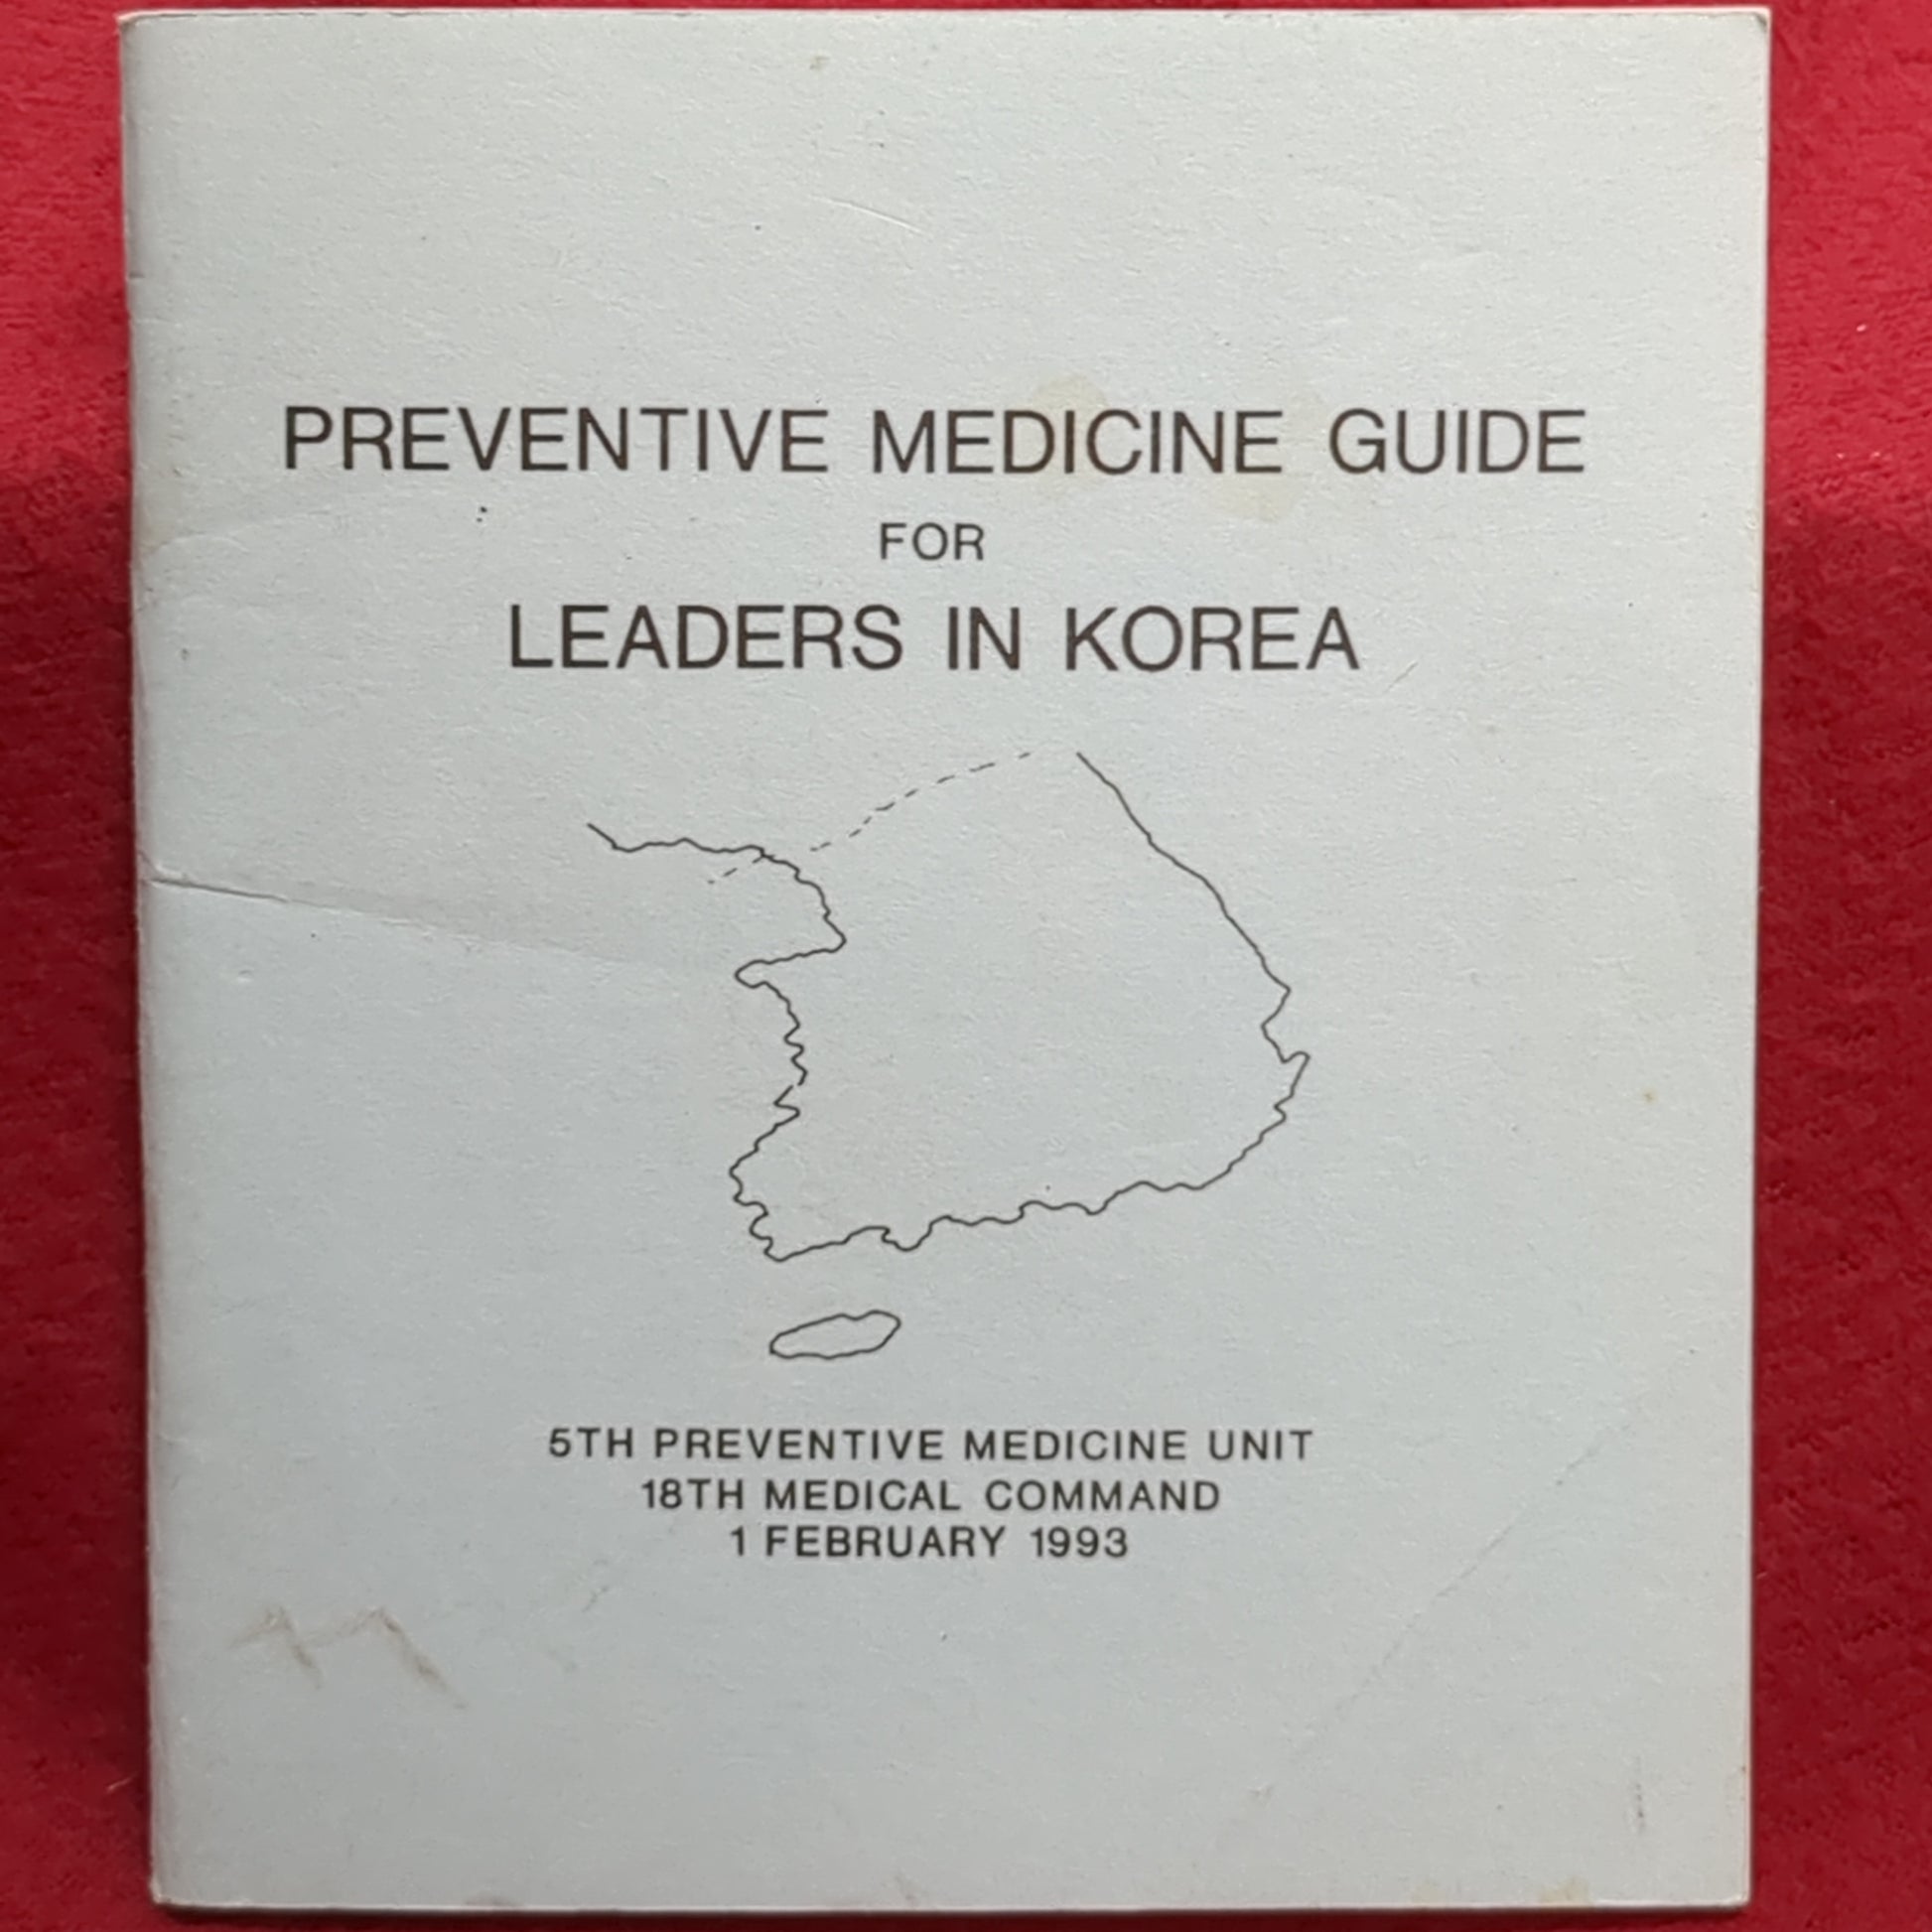 PREVENTIVE MEDICINE GUIDE
FOR
LEADERS IN KOREA
5TH PREVENTIVE MEDICINE UNIT
18TH MEDICAL COMMAND
1 FEBRUARY 1993